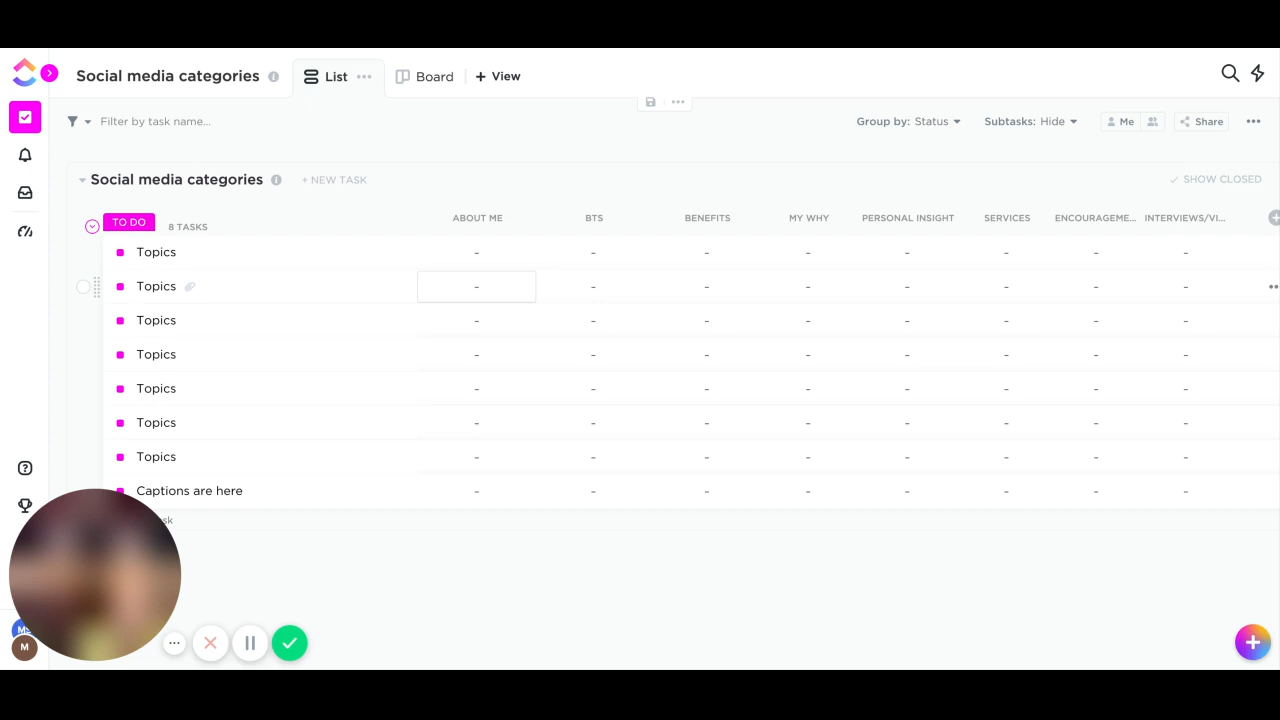 Social media categories List Board + View
Filter by task name... Group by: Status Subtasks: Hide Me Share
Social media categories + NEW TASK SHOW CLOSED
TO DO 8 TASKS ABOUT ME BTS BENEFITS MY WHY PERSONAL INSIGHT SERVICES ENCOURAGEME... INTERVIEWS/VI...
Topics - - - - - - - -
Topics - - - - - - - -
Topics - - - - - - - -
Topics - - - - - - - -
Topics - - - - - - - -
Topics - - - - - - - -
Topics - - - - - - - -
Captions are here - - - - - - - -
sk
M